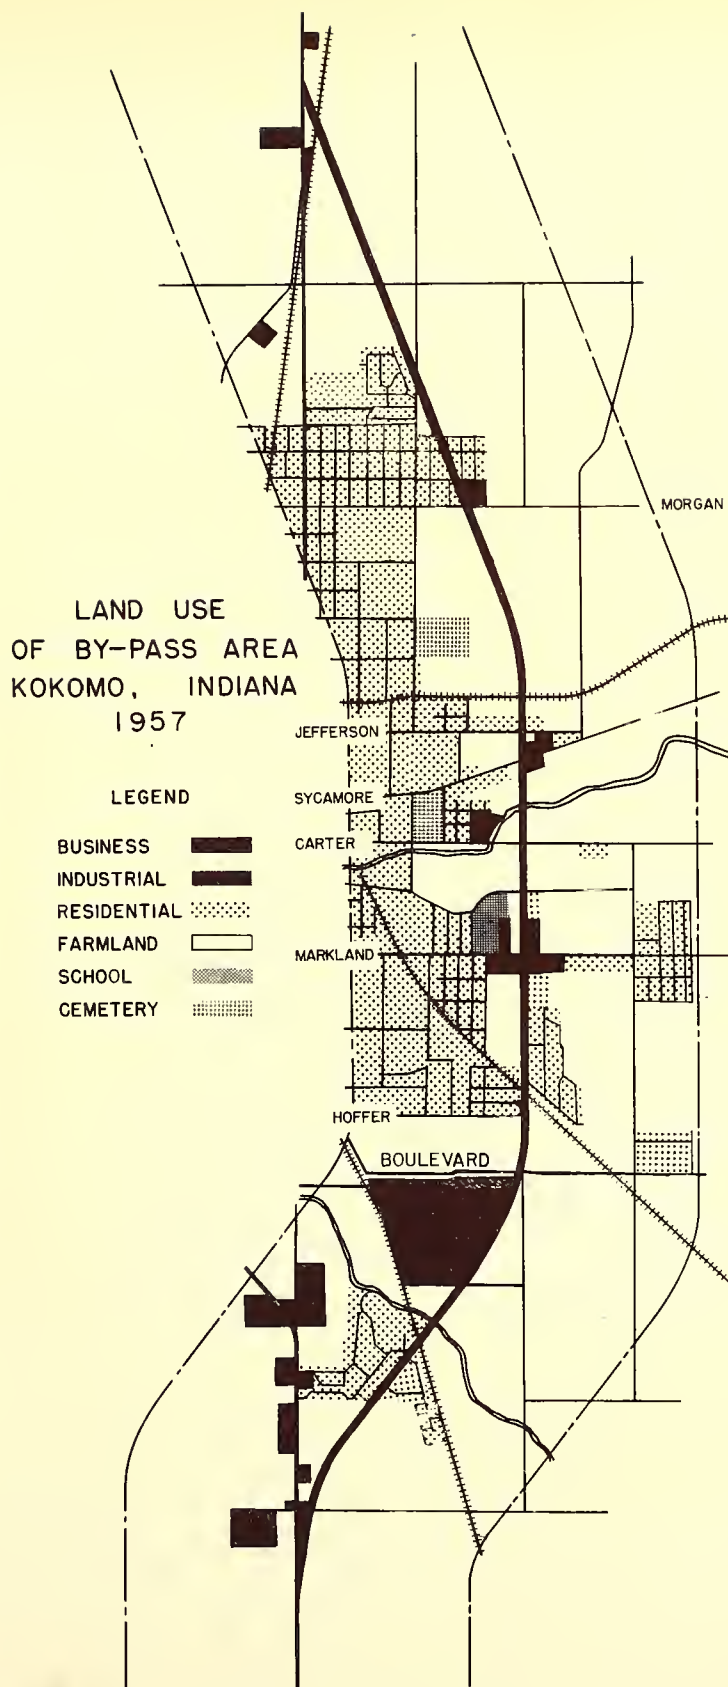 MORGAN
LAND USE
OF BY-PASS AREA
KOKOMO, INDIANA
1957
JEFFERSON
LEGEND
SYCAMORE
BUSINESS
CARTER
INDUSTRIAL
RESIDENTIAL
FARMLAND
MARKLAND
SCHOOL
CEMETERY
HOFFER
BOULEVARD